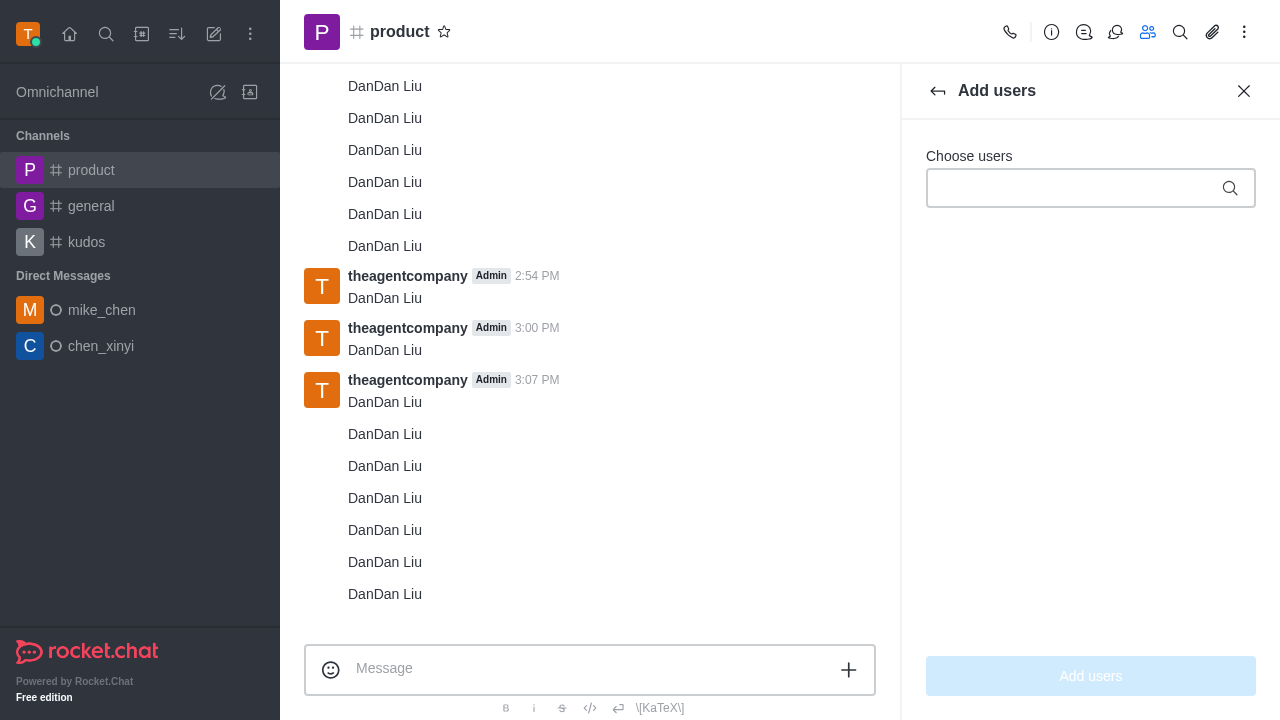 T
Omnichannel
Channels
P product
G general
K kudos
Direct Messages
M mike_chen
C chen_xinyi
rocket.chat
Powered by Rocket.Chat
Free edition
P product
DanDan Liu
DanDan Liu
DanDan Liu
DanDan Liu
DanDan Liu
DanDan Liu
T theagentcompany Admin 2:54 PM
DanDan Liu
T theagentcompany Admin 3:00 PM
DanDan Liu
T theagentcompany Admin 3:07 PM
DanDan Liu
DanDan Liu
DanDan Liu
DanDan Liu
DanDan Liu
DanDan Liu
DanDan Liu
Message
B i S </> \[KaTeX\]
Add users
Choose users
Add users